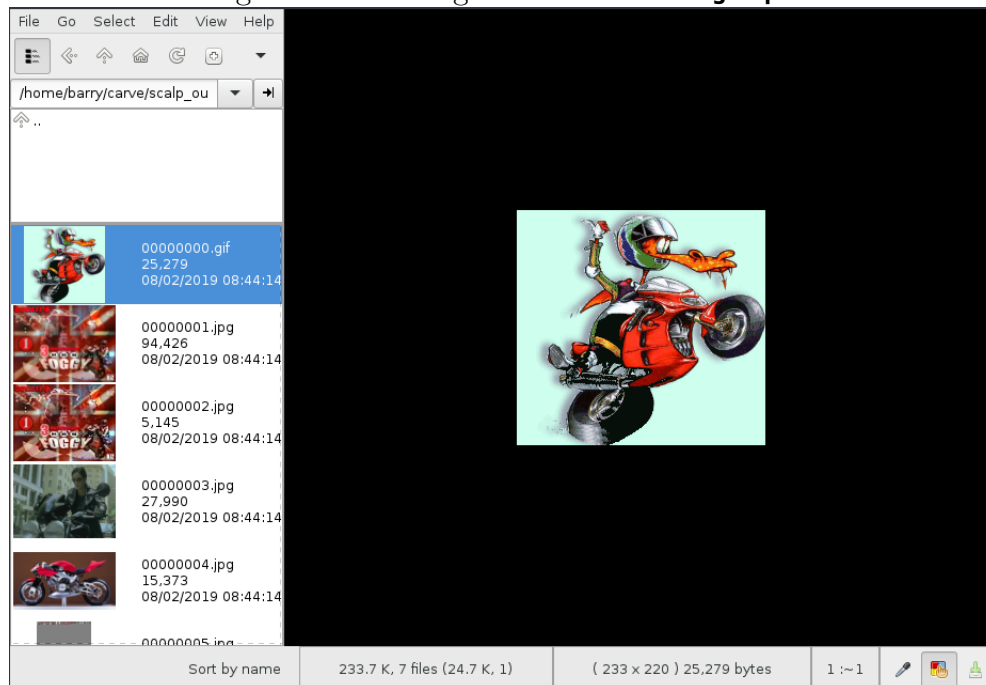 File Go Select Edit View Help
/home/barry/carve/scalp_ou
..
00000000.gif
25,279
08/02/2019 08:44:14
00000001.jpg
94,426
08/02/2019 08:44:14
FOGGY
00000002.jpg
5,145
08/02/2019 08:44:14
FOGGY
00000003.jpg
27,990
08/02/2019 08:44:14
00000004.jpg
15,373
08/02/2019 08:44:14
00000005.jpg
Sort by name
233.7 K, 7 files (24.7 K, 1)
( 233 x 220 ) 25,279 bytes
1 :~ 1